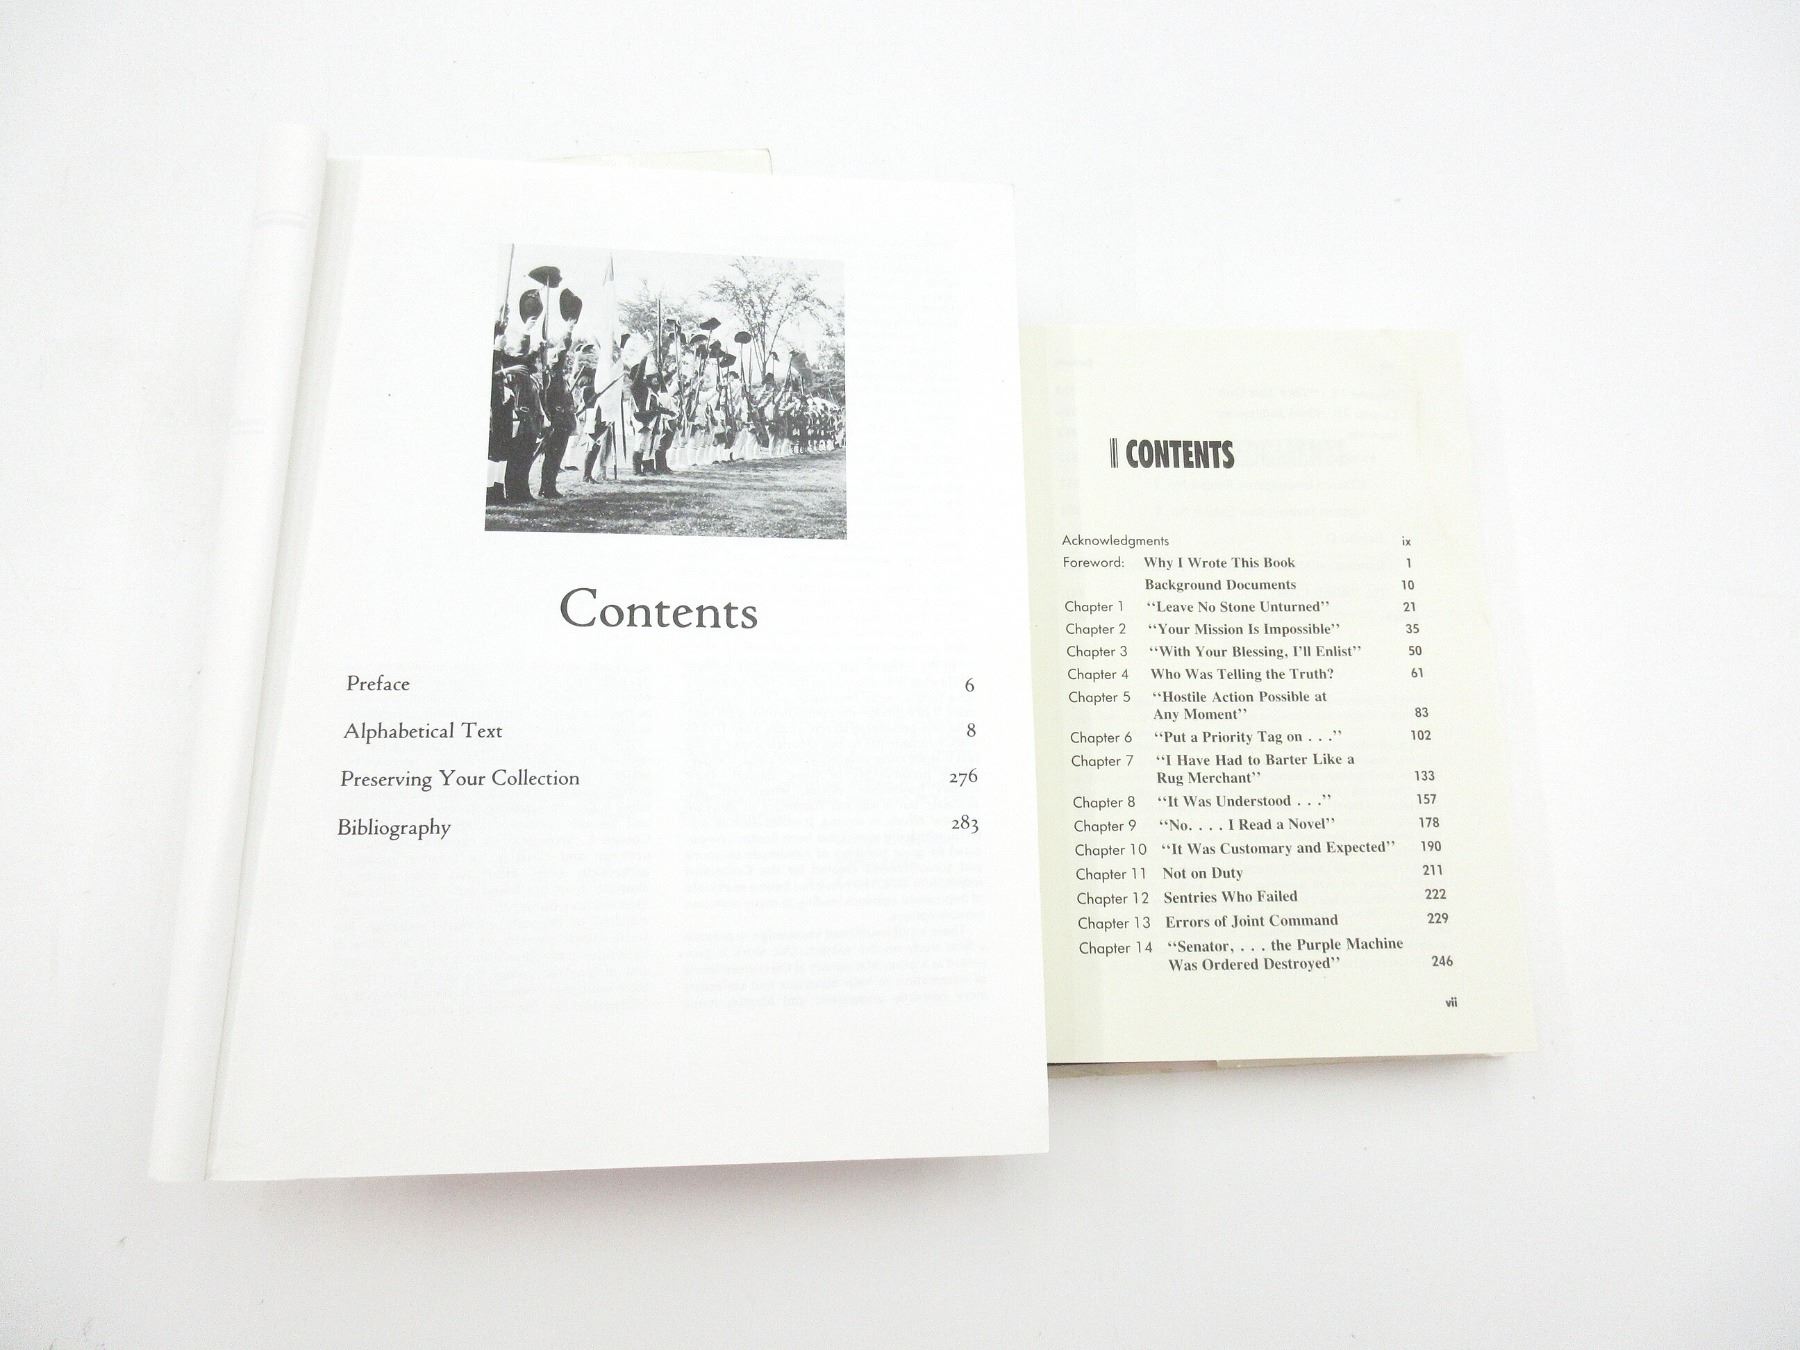 Contents
Preface 6
Alphabetical Text 8
Preserving Your Collection 276
Bibliography 283
CONTENTS
Acknowledgments ix
Foreword: Why I Wrote This Book 1
Background Documents 10
Chapter 1 “Leave No Stone Unturned” 21
Chapter 2 “Your Mission Is Impossible” 35
Chapter 3 “With Your Blessing, I’ll Enlist” 50
Chapter 4 Who Was Telling the Truth? 61
Chapter 5 “Hostile Action Possible at
Any Moment” 83
Chapter 6 “Put a Priority Tag on . . .” 102
Chapter 7 “I Have Had to Barter Like a
Rug Merchant” 133
Chapter 8 “It Was Understood . . .” 157
Chapter 9 “No. . . . I Read a Novel” 178
Chapter 10 “It Was Customary and Expected” 190
Chapter 11 Not on Duty 211
Chapter 12 Sentries Who Failed 222
Chapter 13 Errors of Joint Command 229
Chapter 14 “Senator, . . . the Purple Machine
Was Ordered Destroyed” 246
vii